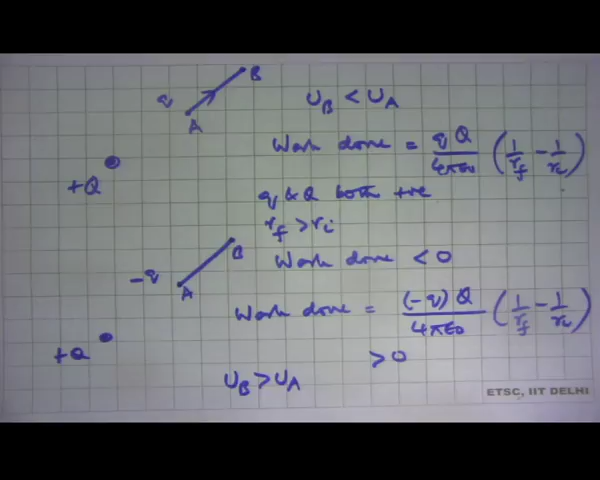 B
q
A
U_B < U_A
Work done = qQ/4πε₀ (1/r_f − 1/r_i)
+Q
q & Q both +ve
r_f > r_i
B
Work done < 0
−q
A
Work done = (−q)Q/4πε₀ (1/r_f − 1/r_i)
+Q
> 0
U_B > U_A
ETSC, IIT DELHI